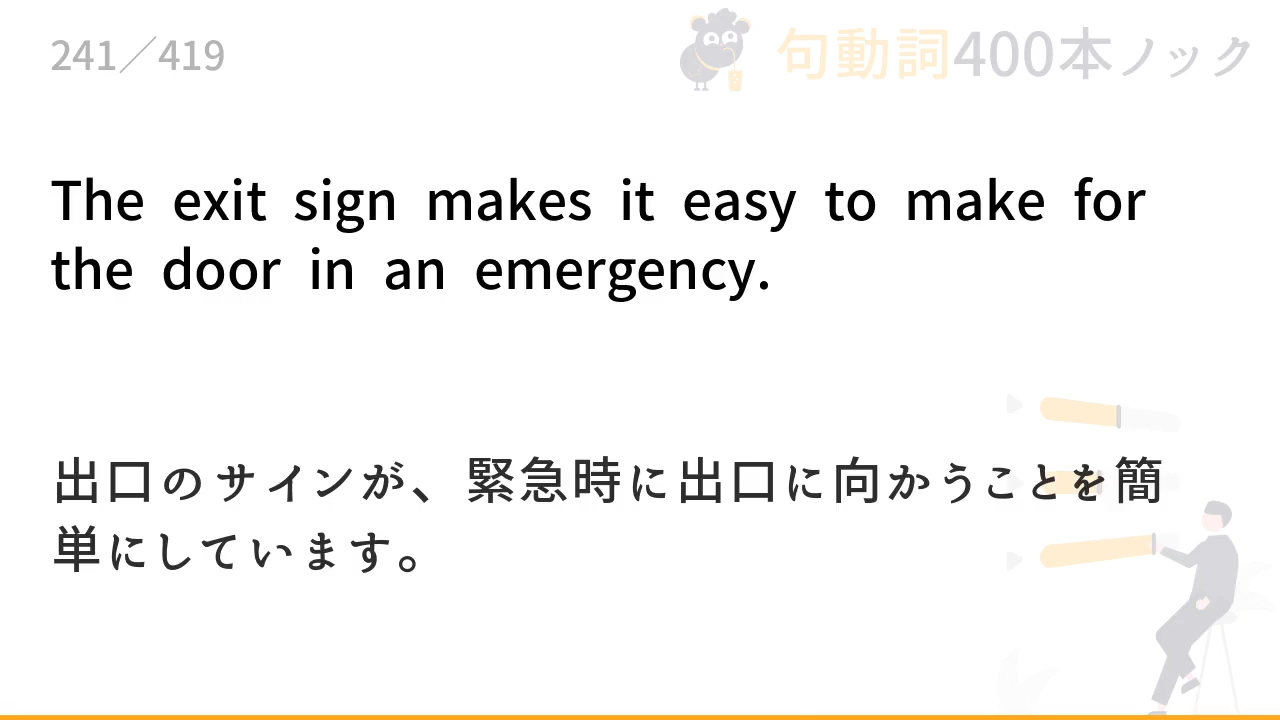 241／419
句動詞400本ノック
The exit sign makes it easy to make for
the door in an emergency.
出口のサインが、緊急時に出口に向かうことを簡
単にしています。